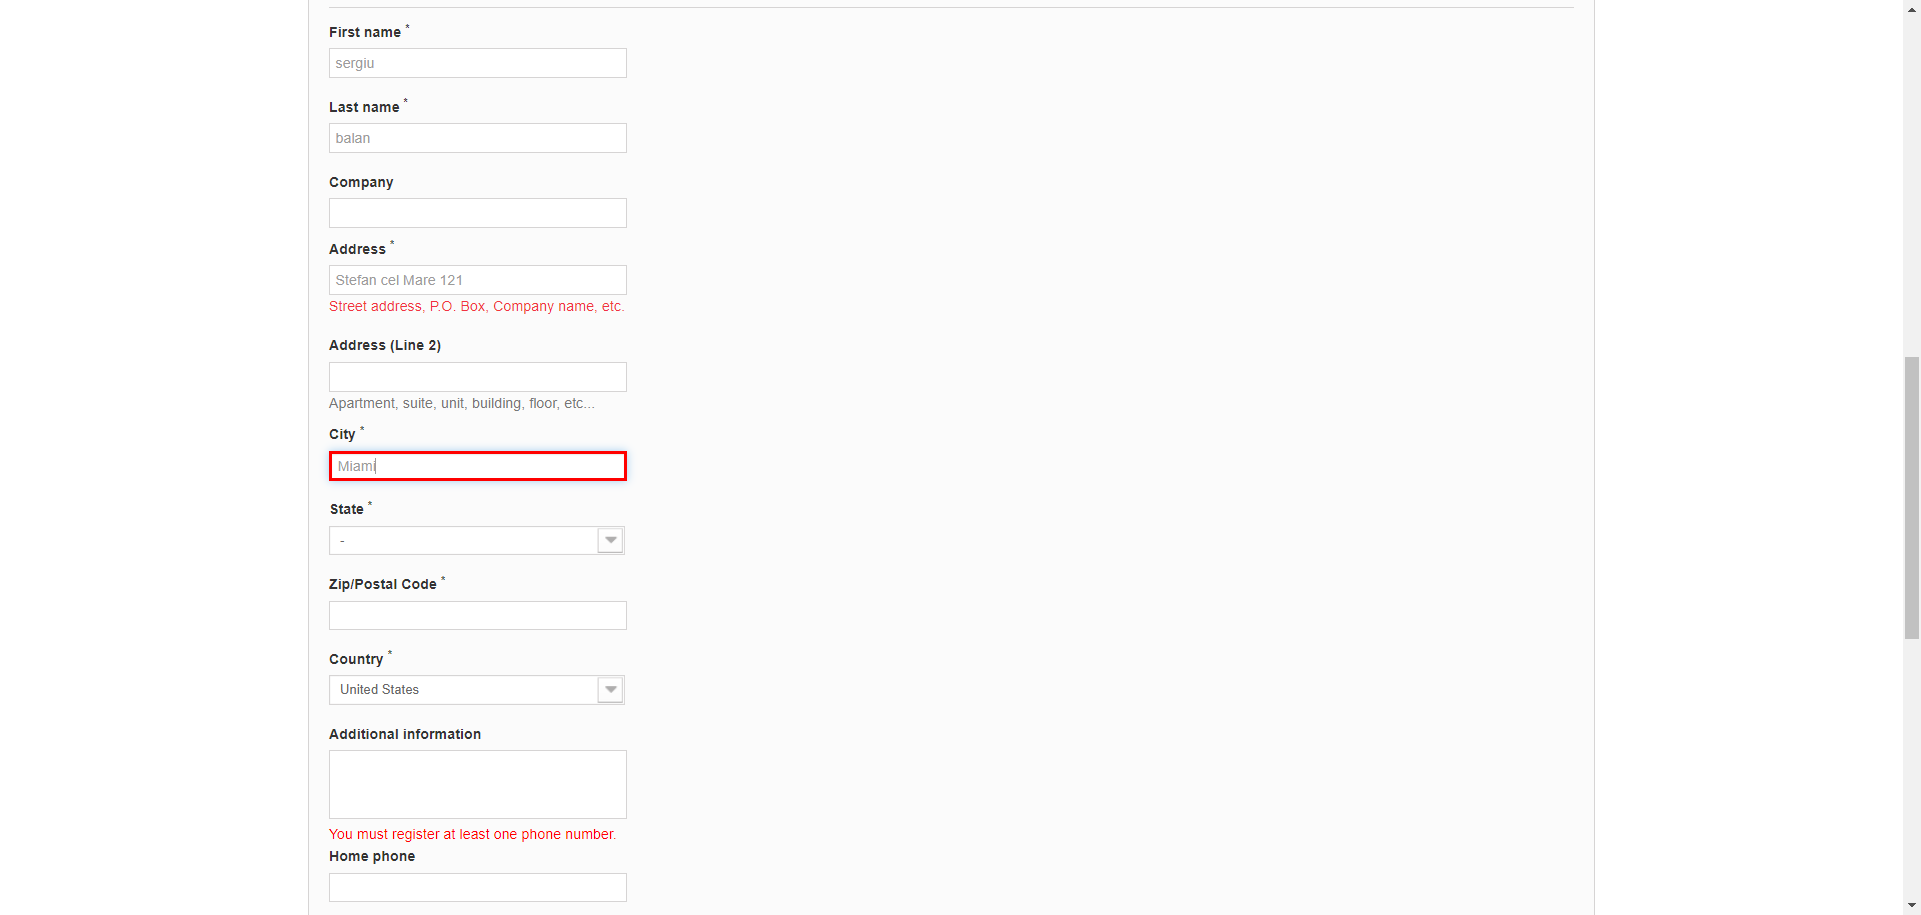 First name *
sergiu
Last name *
balan
Company
Address *
Stefan cel Mare 121
Street address, P.O. Box, Company name, etc.
Address (Line 2)
Apartment, suite, unit, building, floor, etc...
City *
Miami
State *
-
Zip/Postal Code *
Country *
United States
Additional information
You must register at least one phone number.
Home phone